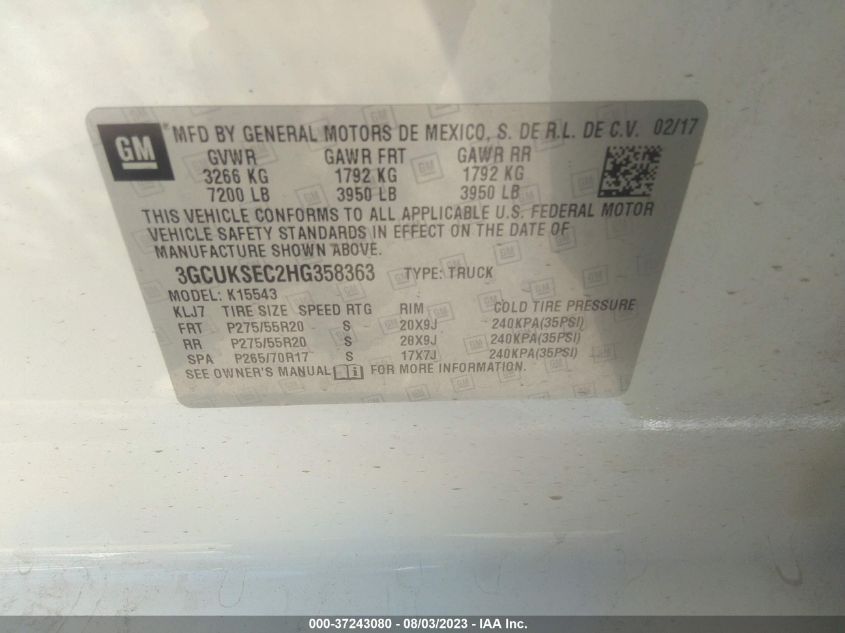 GM
MFD BY GENERAL MOTORS DE MEXICO, S. DE R.L. DE C.V. 02/17
GVWR GAWR FRT GAWR RR
3266 KG 1792 KG 1792 KG
7200 LB 3950 LB 3950 LB
THIS VEHICLE CONFORMS TO ALL APPLICABLE U.S. FEDERAL MOTOR
VEHICLE SAFETY STANDARDS IN EFFECT ON THE DATE OF
MANUFACTURE SHOWN ABOVE.
3GCUKSEC2HG358363 TYPE: TRUCK
MODEL: K15543
KLJ7 TIRE SIZE SPEED RTG RIM COLD TIRE PRESSURE
FRT P275/55R20 S 20X9J 240KPA(35PSI)
RR P275/55R20 S 20X9J 240KPA(35PSI)
SPA P265/70R17 S 17X7J 240KPA(35PSI)
SEE OWNER'S MANUAL FOR MORE INFORMATION.
000-37243080 - 08/03/2023 - IAA Inc.